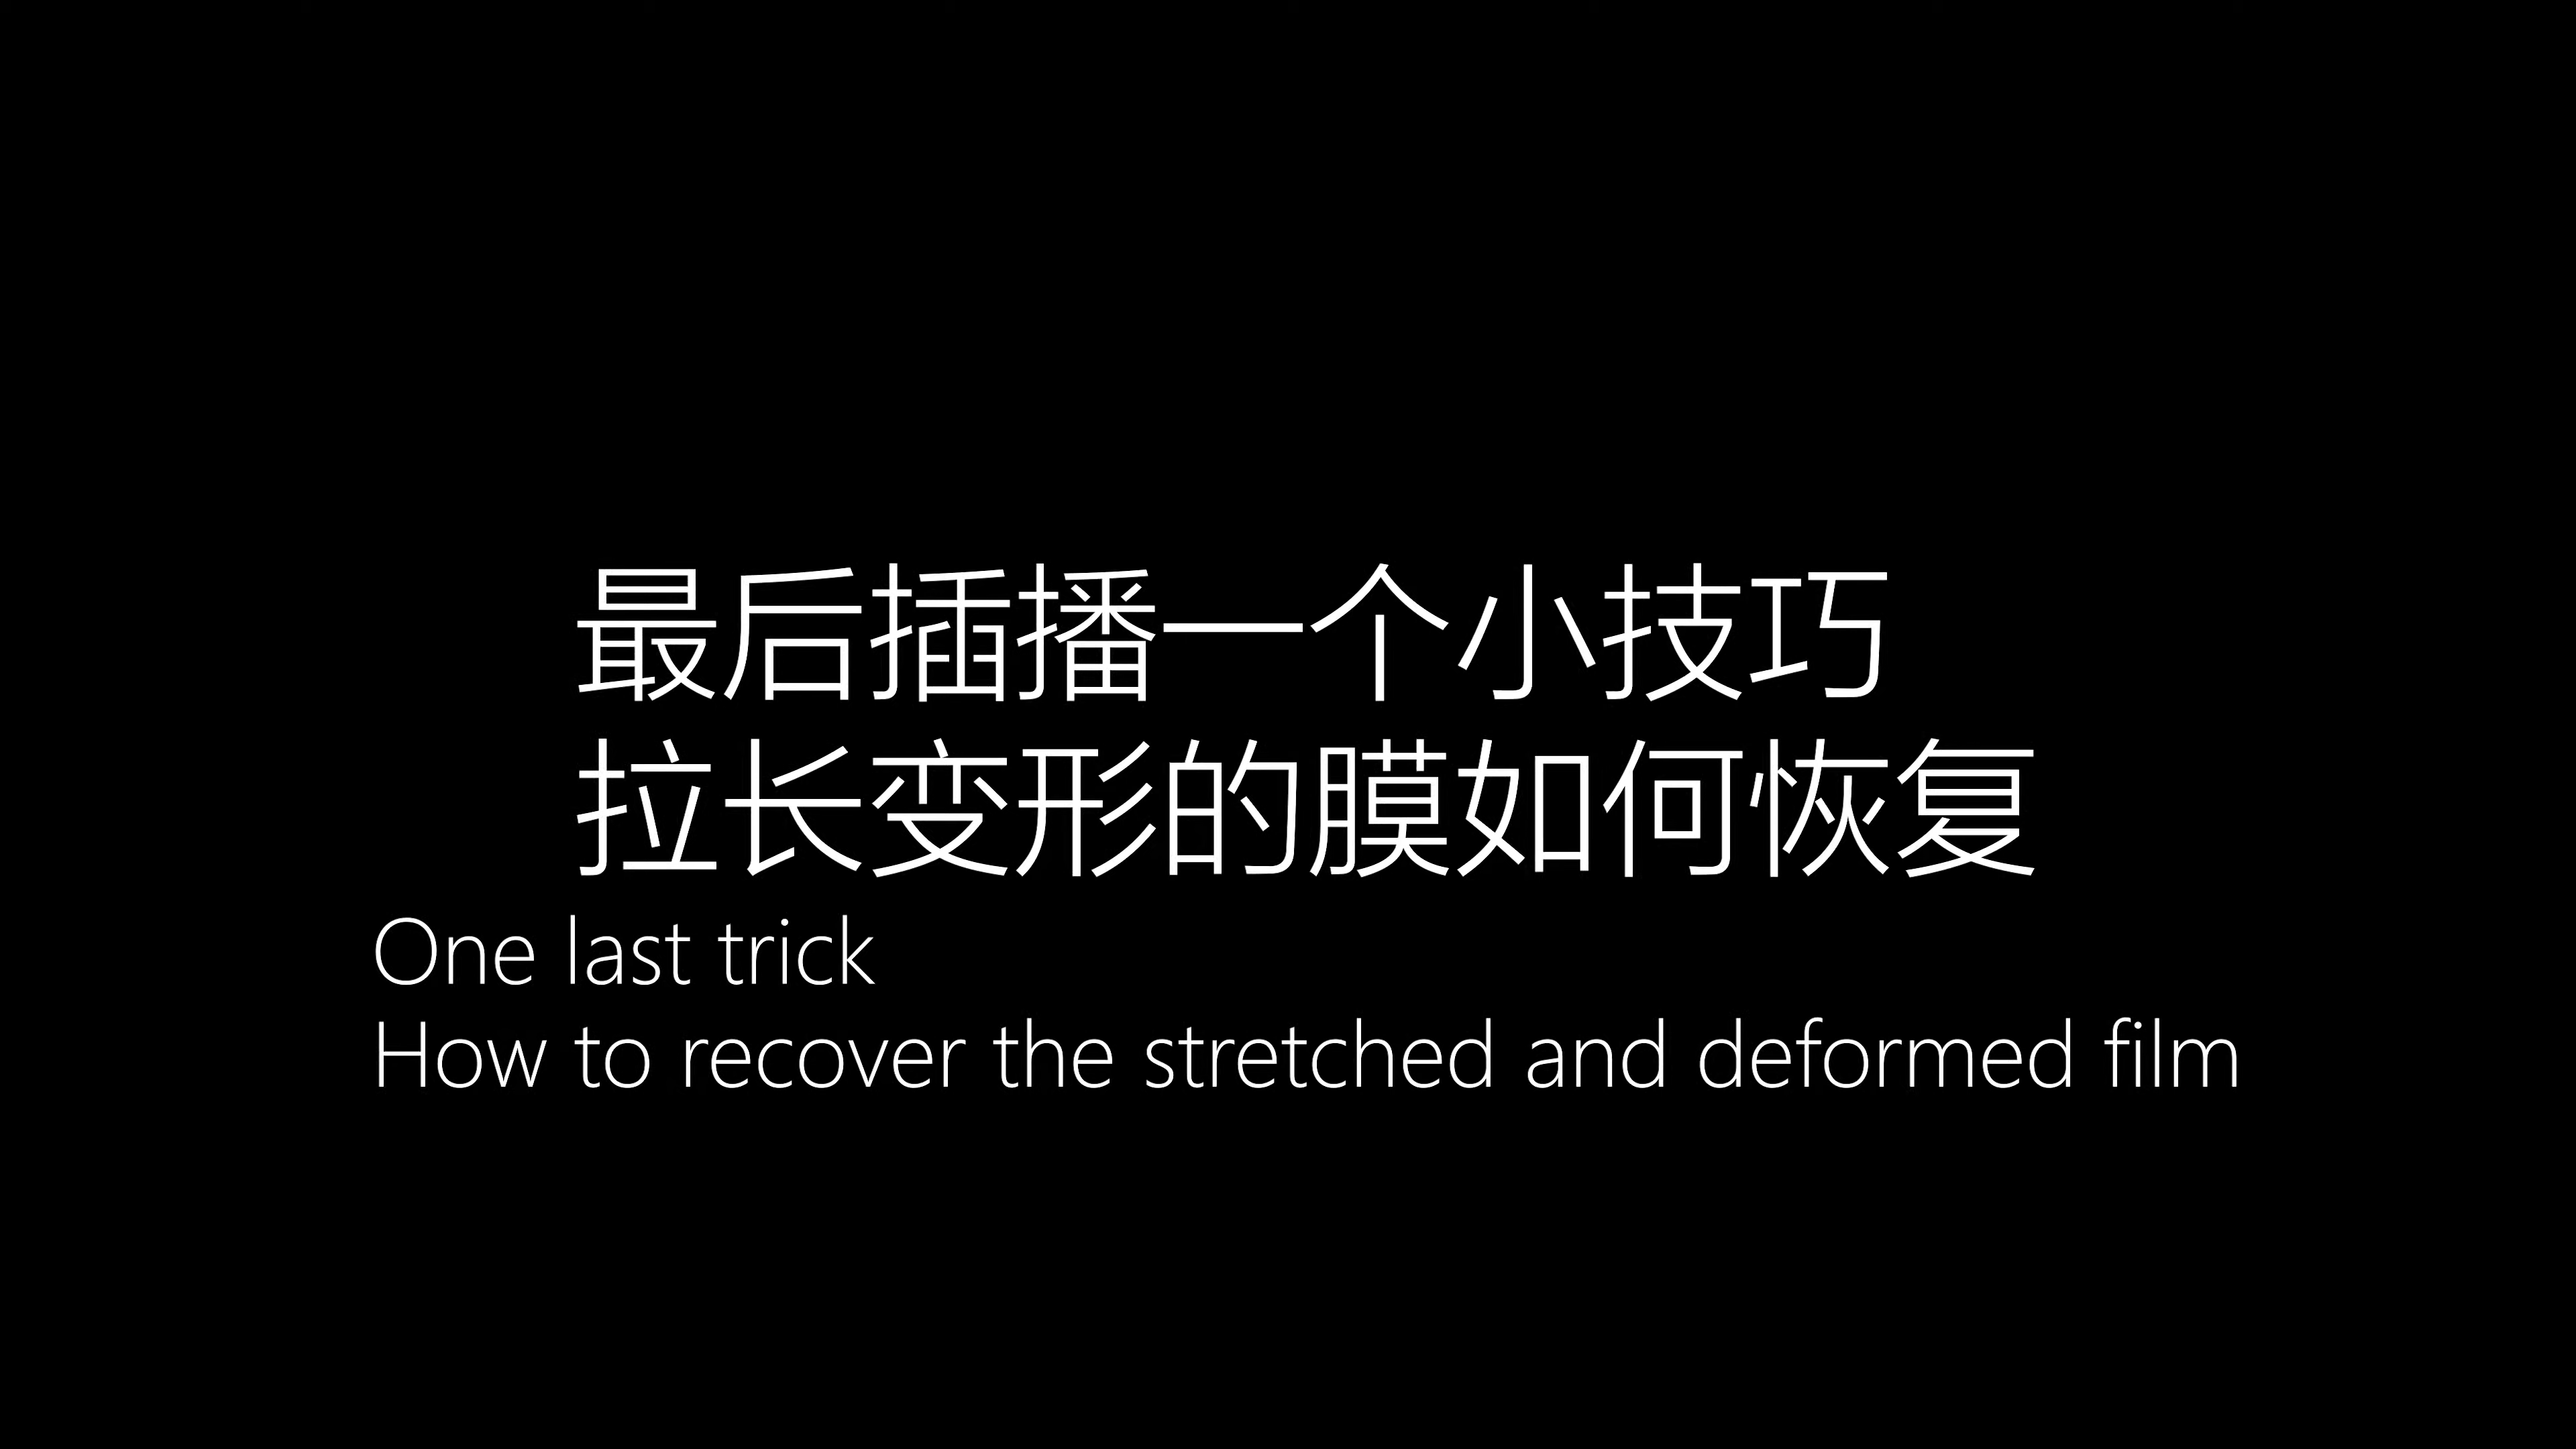 最后插播一个小技巧
拉长变形的膜如何恢复
One last trick
How to recover the stretched and deformed film